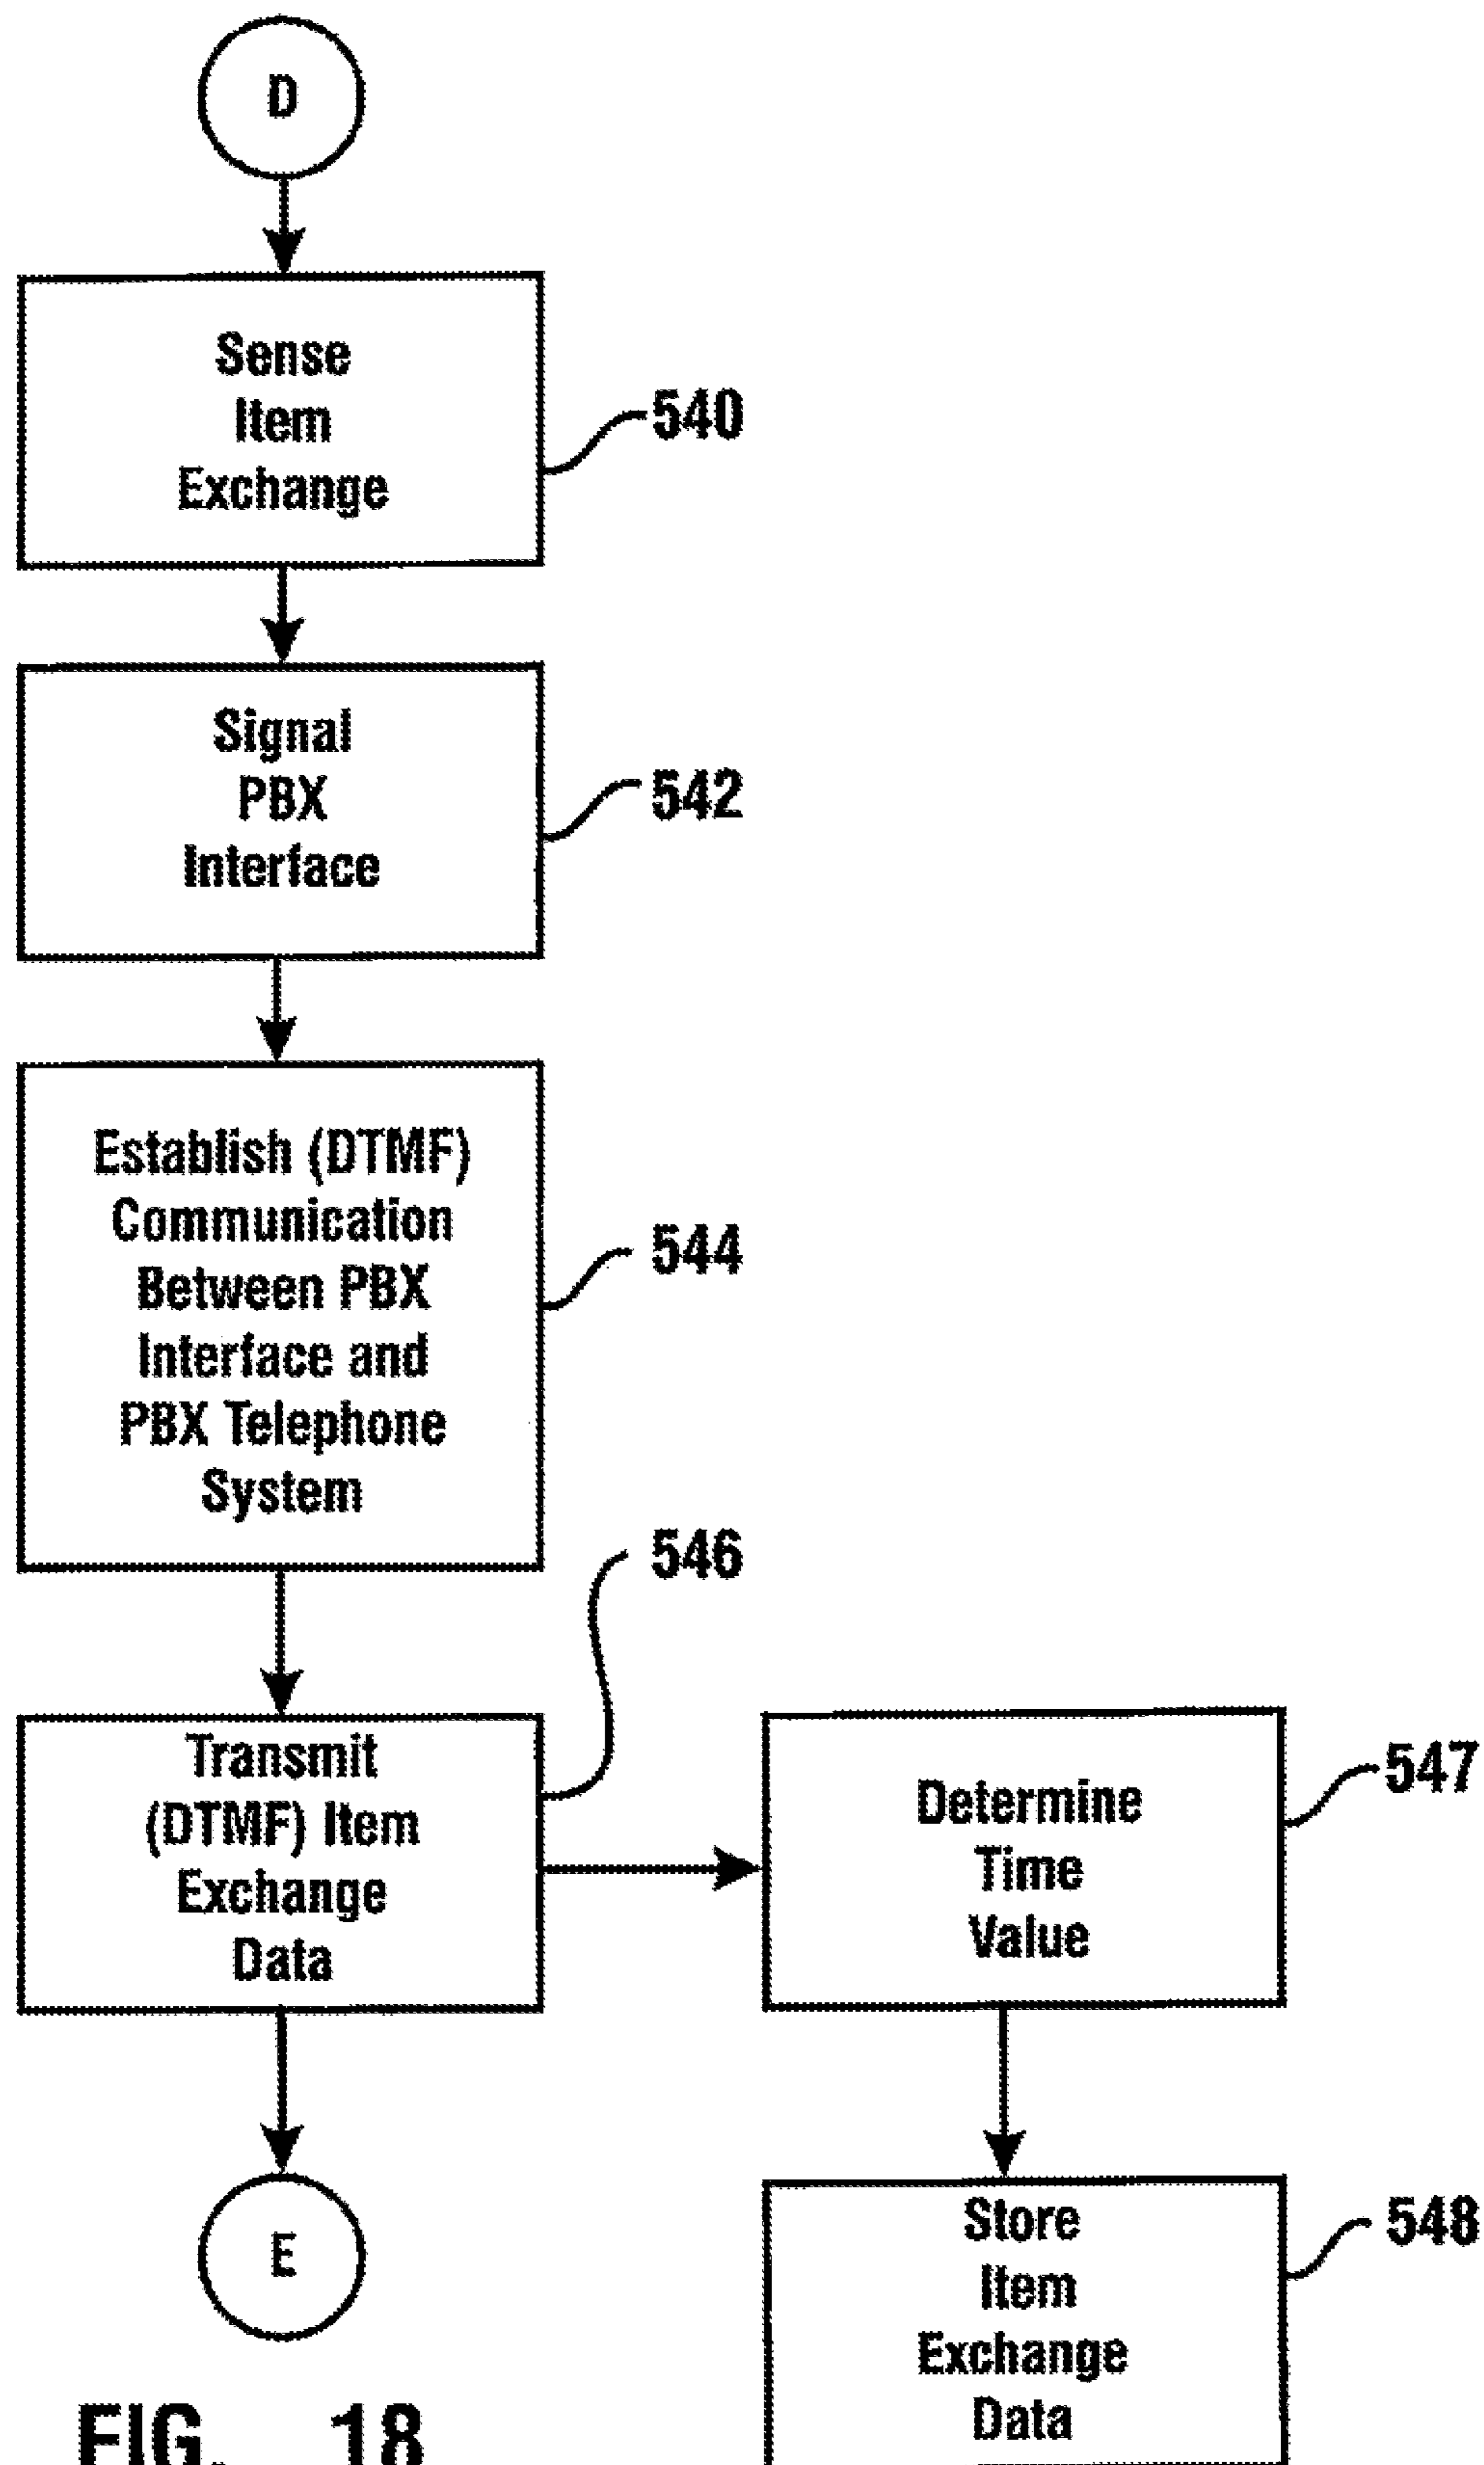 D
Sense
Item
Exchange
540
Signal
PBX
Interface
542
Establish (DTMF)
Communication
Between PBX
Interface and
PBX Telephone
System
544
546
Transmit
(DTMF) Item
Exchange
Data
Determine
Time
Value
547
E
Store
Item
Exchange
Data
548
FIG. 18